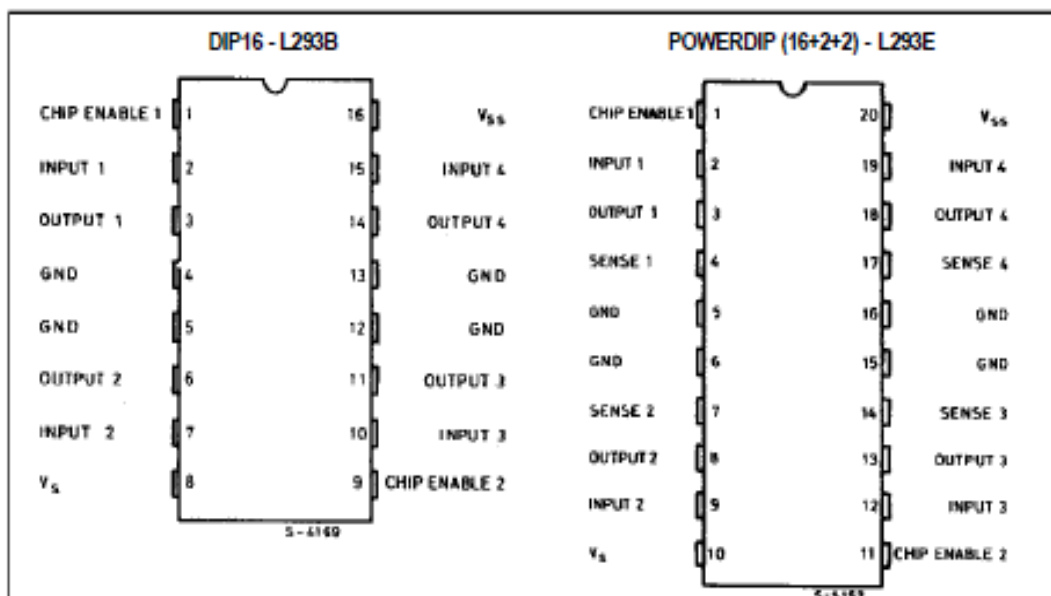 DIP16 - L293B
CHIP ENABLE 1 1 16 Vss
INPUT 1 2 15 INPUT 4
OUTPUT 1 3 14 OUTPUT 4
GND 4 13 GND
GND 5 12 GND
OUTPUT 2 6 11 OUTPUT 3
INPUT 2 7 10 INPUT 3
Vs 8 9 CHIP ENABLE 2
S-4160
POWERDIP (16+2+2) - L293E
CHIP ENABLE 1 1 20 Vss
INPUT 1 2 19 INPUT 4
OUTPUT 1 3 18 OUTPUT 4
SENSE 1 4 17 SENSE 4
GND 5 16 GND
GND 6 15 GND
SENSE 2 7 14 SENSE 3
OUTPUT 2 8 13 OUTPUT 3
INPUT 2 9 12 INPUT 3
Vs 10 11 CHIP ENABLE 2